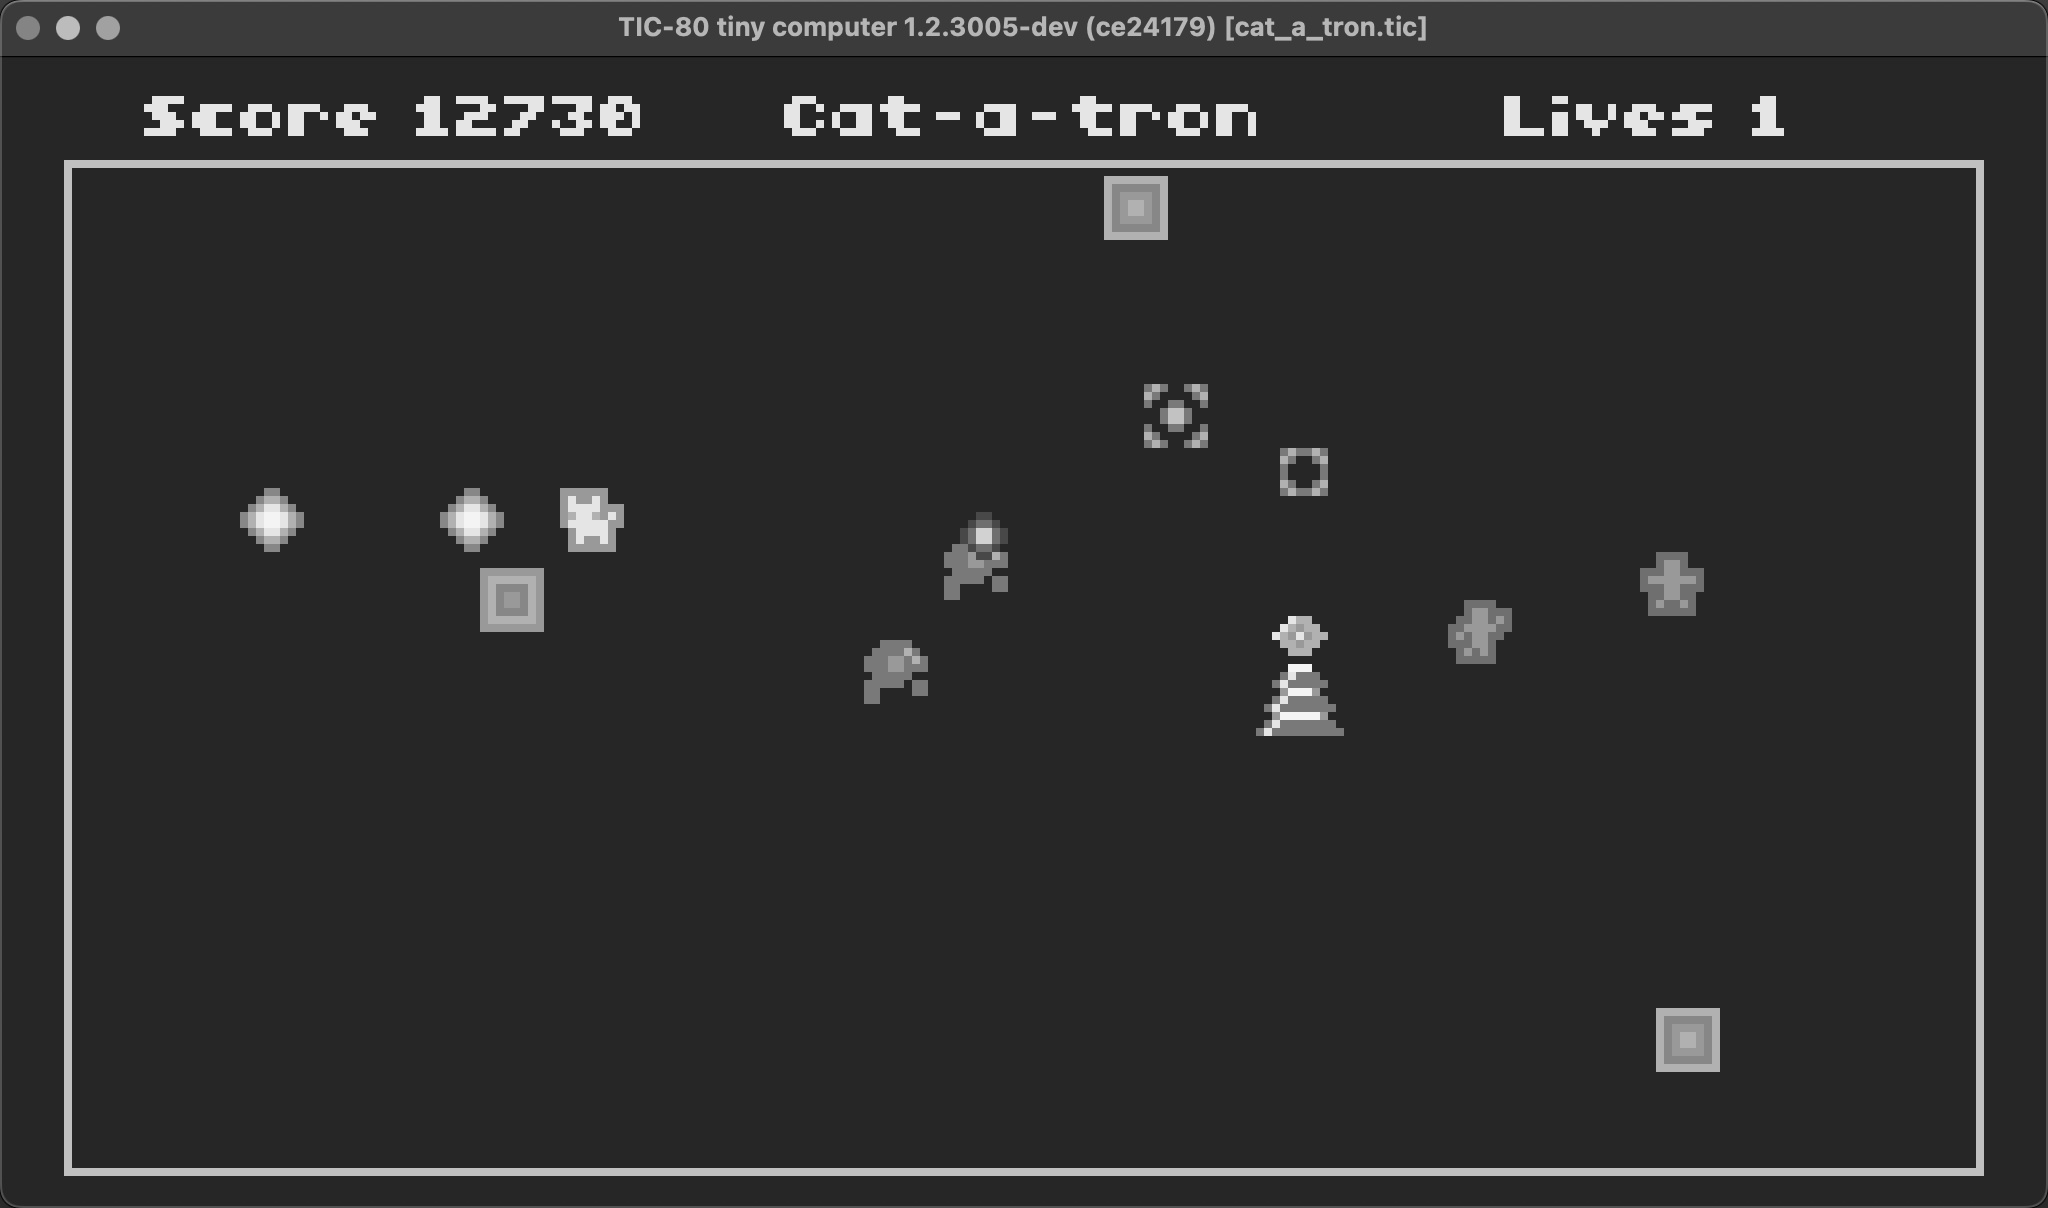 TIC-80 tiny computer 1.2.3005-dev (ce24179) [cat_a_tron.tic]
Score 12730 Cat-a-tron Lives 1